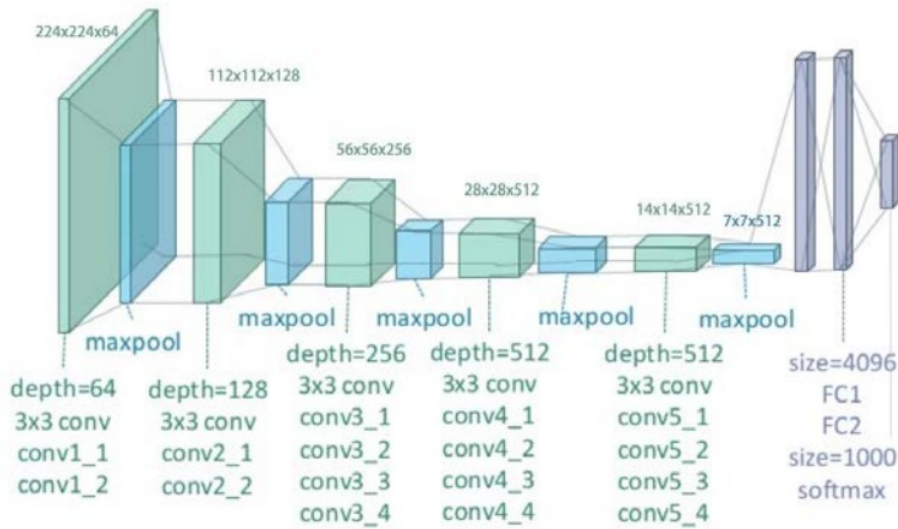 224x224x64
112x112x128
56x56x256
28x28x512
14x14x512
7x7x512
maxpool
maxpool
maxpool
maxpool
maxpool
depth=64
3x3 conv
conv1_1
conv1_2
depth=128
3x3 conv
conv2_1
conv2_2
depth=256
3x3 conv
conv3_1
conv3_2
conv3_3
conv3_4
depth=512
3x3 conv
conv4_1
conv4_2
conv4_3
conv4_4
depth=512
3x3 conv
conv5_1
conv5_2
conv5_3
conv5_4
size=4096
FC1
FC2
size=1000
softmax